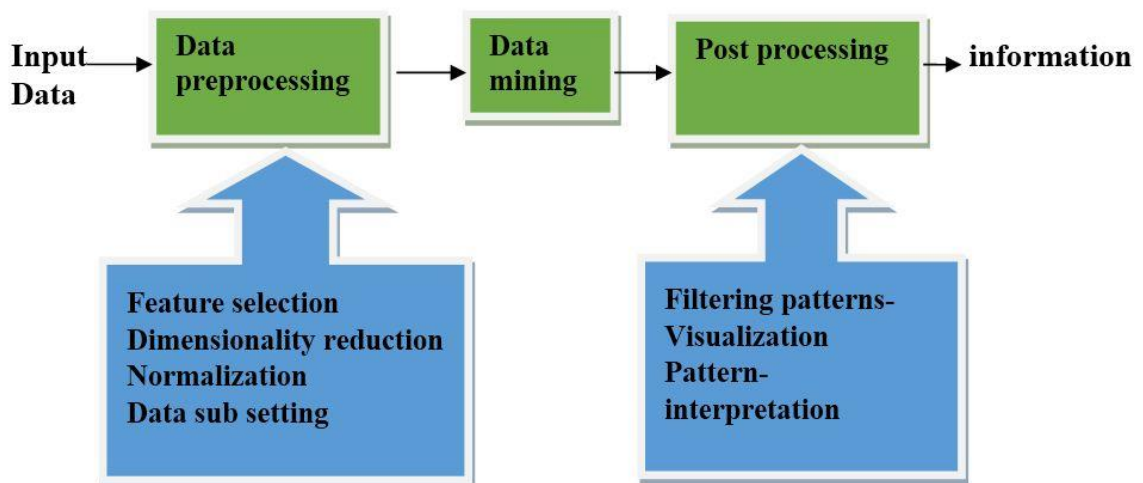 Input
Data
Data
preprocessing
Data
mining
Post processing
information
Feature selection
Dimensionality reduction
Normalization
Data sub setting
Filtering patterns-
Visualization
Pattern-
interpretation